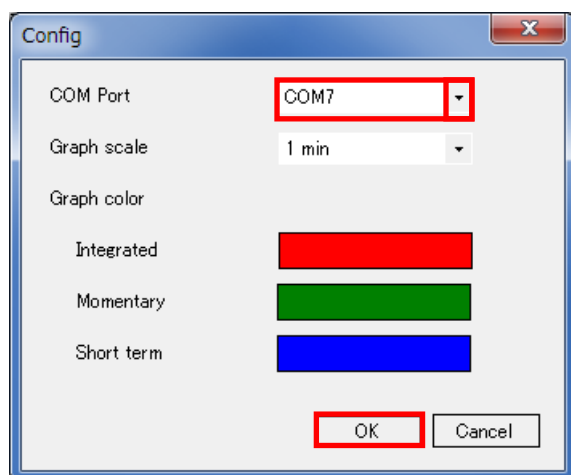 Config
COM Port COM7
Graph scale 1 min
Graph color
Integrated
Momentary
Short term
OK Cancel